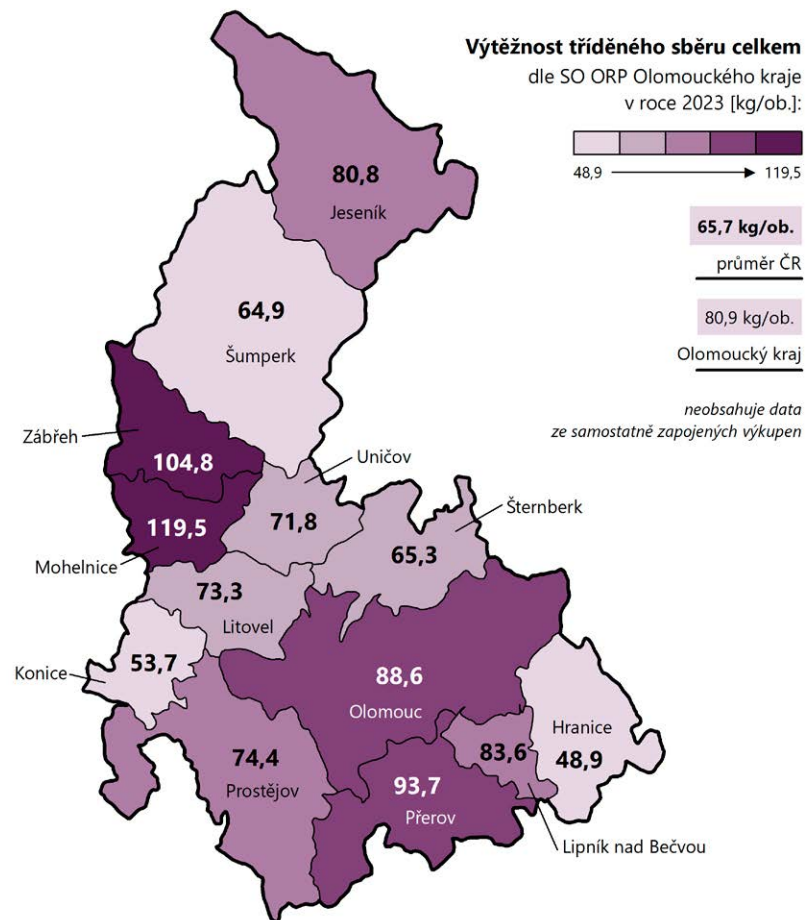 Výtěžnost tříděného sběru celkem
dle SO ORP Olomouckého kraje
v roce 2023 [kg/ob.]:
48,9
119,5
65,7 kg/ob.
průměr ČR
80,9 kg/ob.
Olomoucký kraj
neobsahuje data
ze samostatně zapojených výkupen
80,8
Jeseník
64,9
Šumperk
Zábřeh
104,8
Uničov
71,8
Šternberk
65,3
119,5
Mohelnice
73,3
Litovel
Konice
53,7
88,6
Olomouc
Hranice
48,9
83,6
Lipník nad Bečvou
74,4
Prostějov
93,7
Přerov